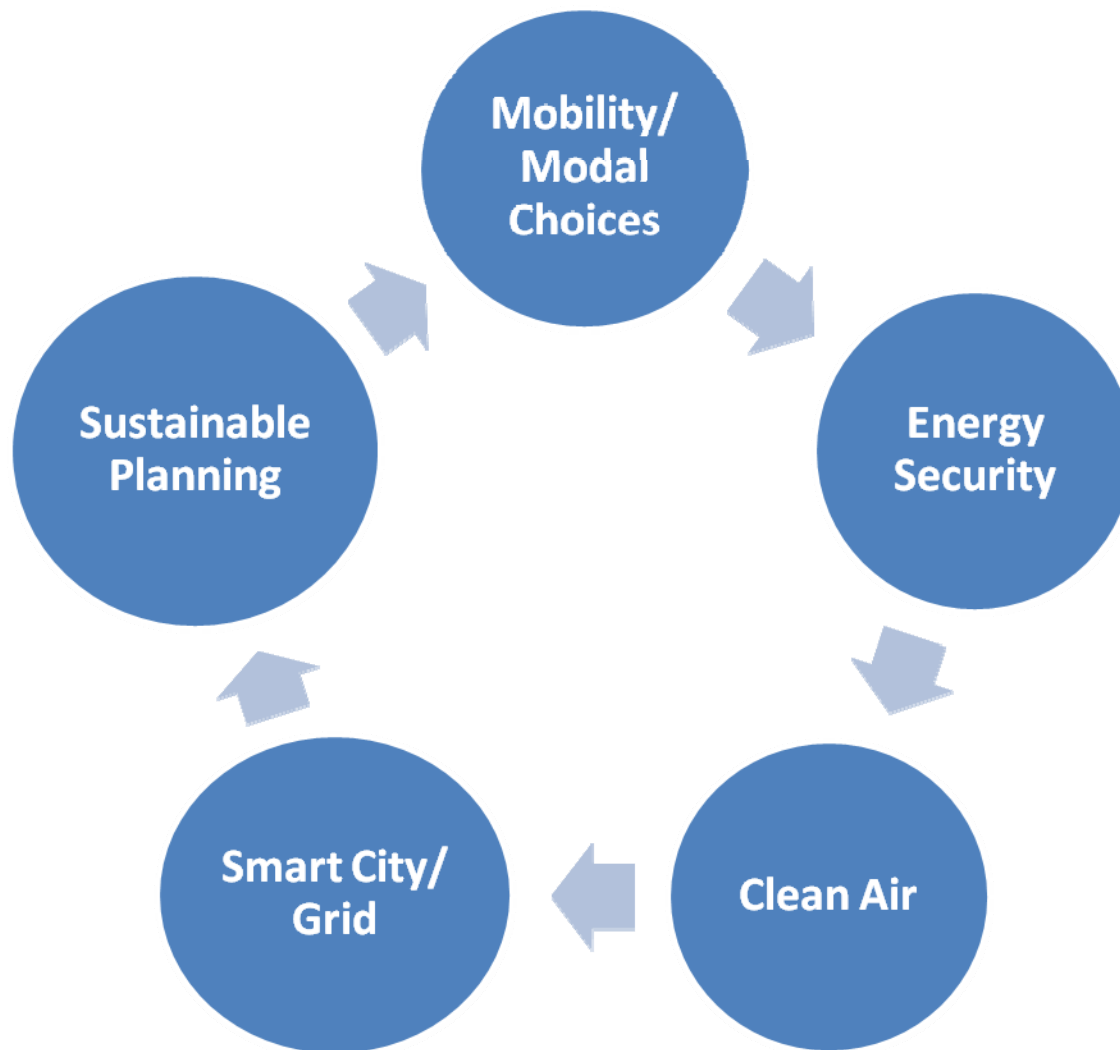 Mobility/
Modal
Choices
Energy
Security
Clean Air
Smart City/
Grid
Sustainable
Planning